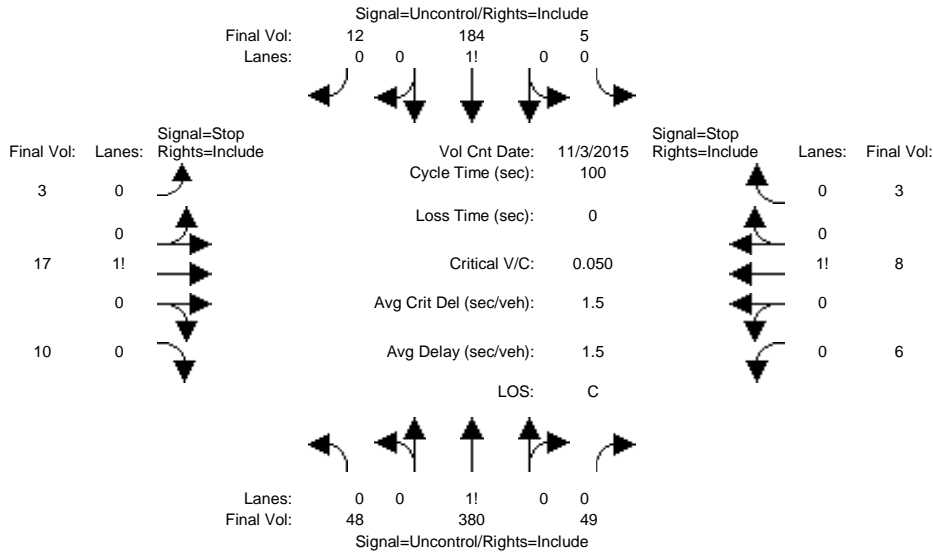 Signal=Uncontrol/Rights=Include
Final Vol: 12 184 5
Lanes: 0 0 1! 0 0
Signal=Stop
Final Vol: Lanes: Rights=Include
Vol Cnt Date: 11/3/2015
Signal=Stop
Rights=Include Lanes: Final Vol:
Cycle Time (sec): 100
3 0
0 3
Loss Time (sec): 0
0
0
17 1!
Critical V/C: 0.050
1! 8
0
Avg Crit Del (sec/veh): 1.5
0
10 0
Avg Delay (sec/veh): 1.5
0 6
LOS: C
Lanes: 0 0 1! 0 0
Final Vol: 48 380 49
Signal=Uncontrol/Rights=Include